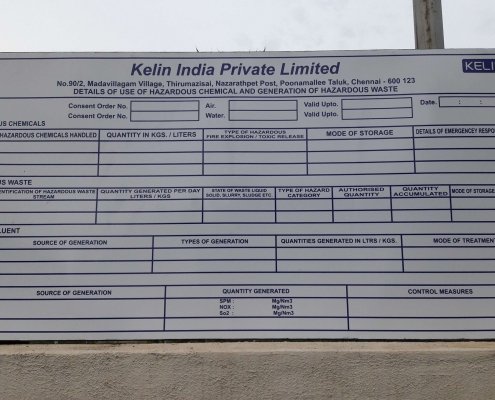 Kelin India Private Limited
KELIN
No.90/2, Madavillagam Village, Thirumazisai, Nazarathpet Post, Poonamallee Taluk, Chennai - 600 123
DETAILS OF USE OF HAZARDOUS CHEMICAL AND GENERATION OF HAZARDOUS WASTE
Consent Order No. Air. Valid Upto. Date. : :
Consent Order No. Water. Valid Upto.
CHEMICALS
HAZARDOUS CHEMICALS HANDLED QUANTITY IN KGS. / LITERS TYPE OF HAZARDOUS FIRE EXPLOSION / TOXIC RELEASE MODE OF STORAGE DETAILS OF EMERGENCEY RESPO
WASTE
IDENTIFICATION OF HAZARDOUS WASTE STREAM QUANTITY GENERATED PER DAY LITERS / KGS STATE OF WASTE LIQUID SOLID, SLURRY, SLUDGE ETC. TYPE OF HAZARD CATEGORY AUTHORISED QUANTITY QUANTITY ACCUMULATED MODE OF STORAGE
LUENT
SOURCE OF GENERATION TYPES OF GENERATION QUANTITIES GENERATED IN LTRS / KGS. MODE OF TREATMEN
SOURCE OF GENERATION QUANTITY GENERATED CONTROL MEASURES
SPM : Mg/Nm3
NOX : Mg/Nm3
So2 : Mg/Nm3